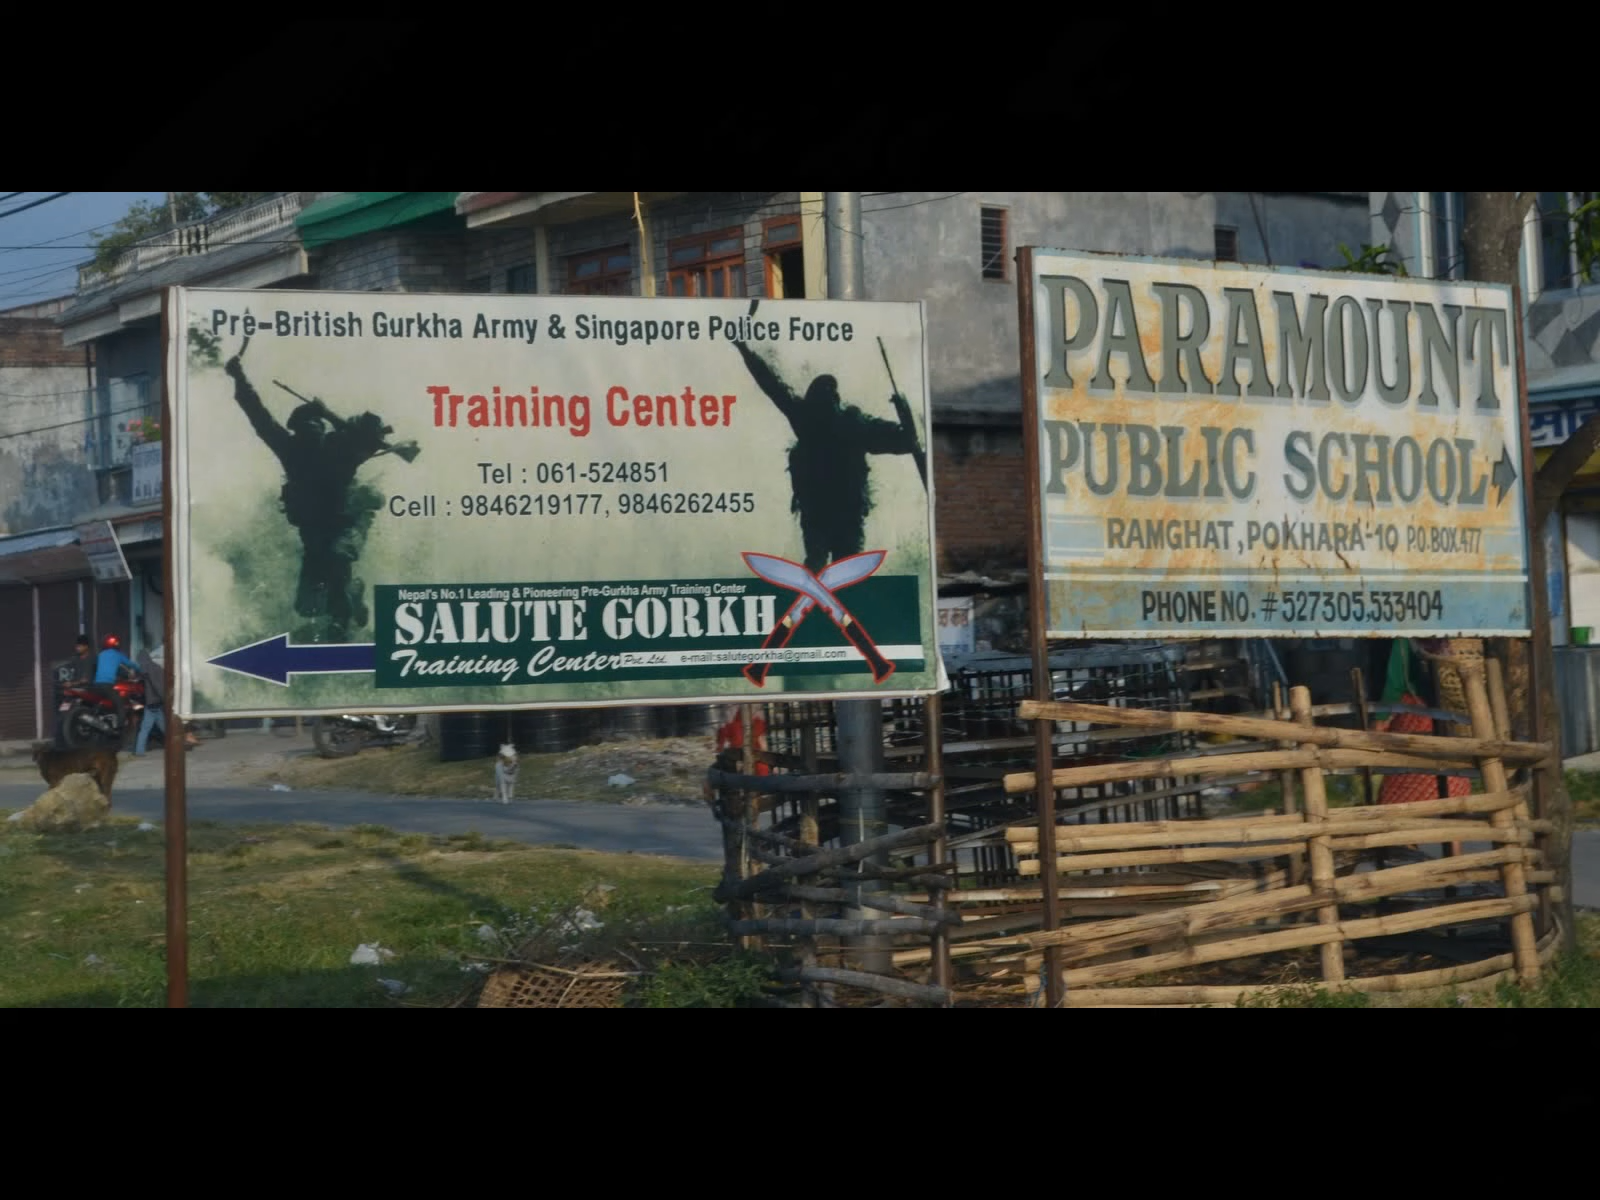 Pre-British Gurkha Army & Singapore Police Force
Training Center
Tel : 061-524851
Cell : 9846219177, 9846262455
Nepal's No.1 Leading & Pioneering Pre-Gurkha Army Training Center
SALUTE GORKH
Training Center Pvt. Ltd. e-mail:salutegorkha@gmail.com
PARAMOUNT
PUBLIC SCHOOL
RAMGHAT, POKHARA-10 P.O.BOX.477
PHONE NO. # 527305,533404